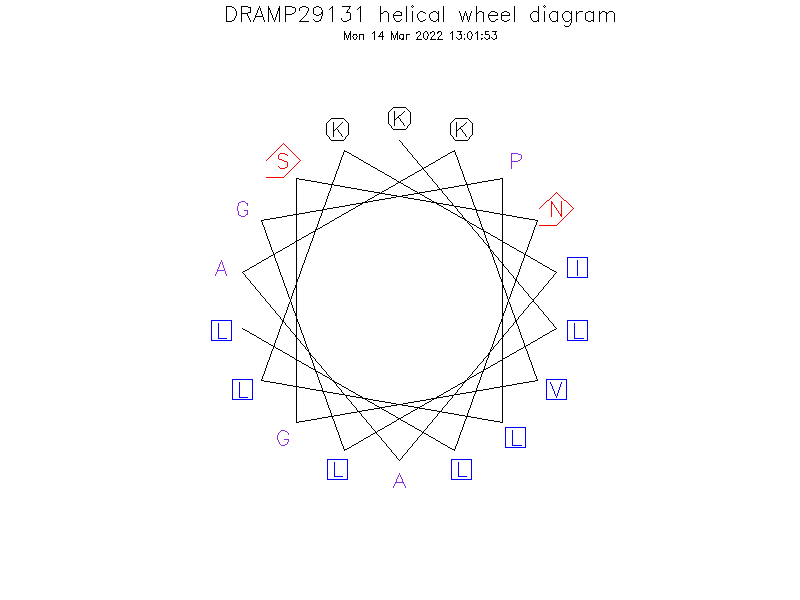 DRAMP29131 helical wheel diagram
Mon 14 Mar 2022 13:01:53
K K K
S P
G N
A I
L L
L V
G L
L L
A